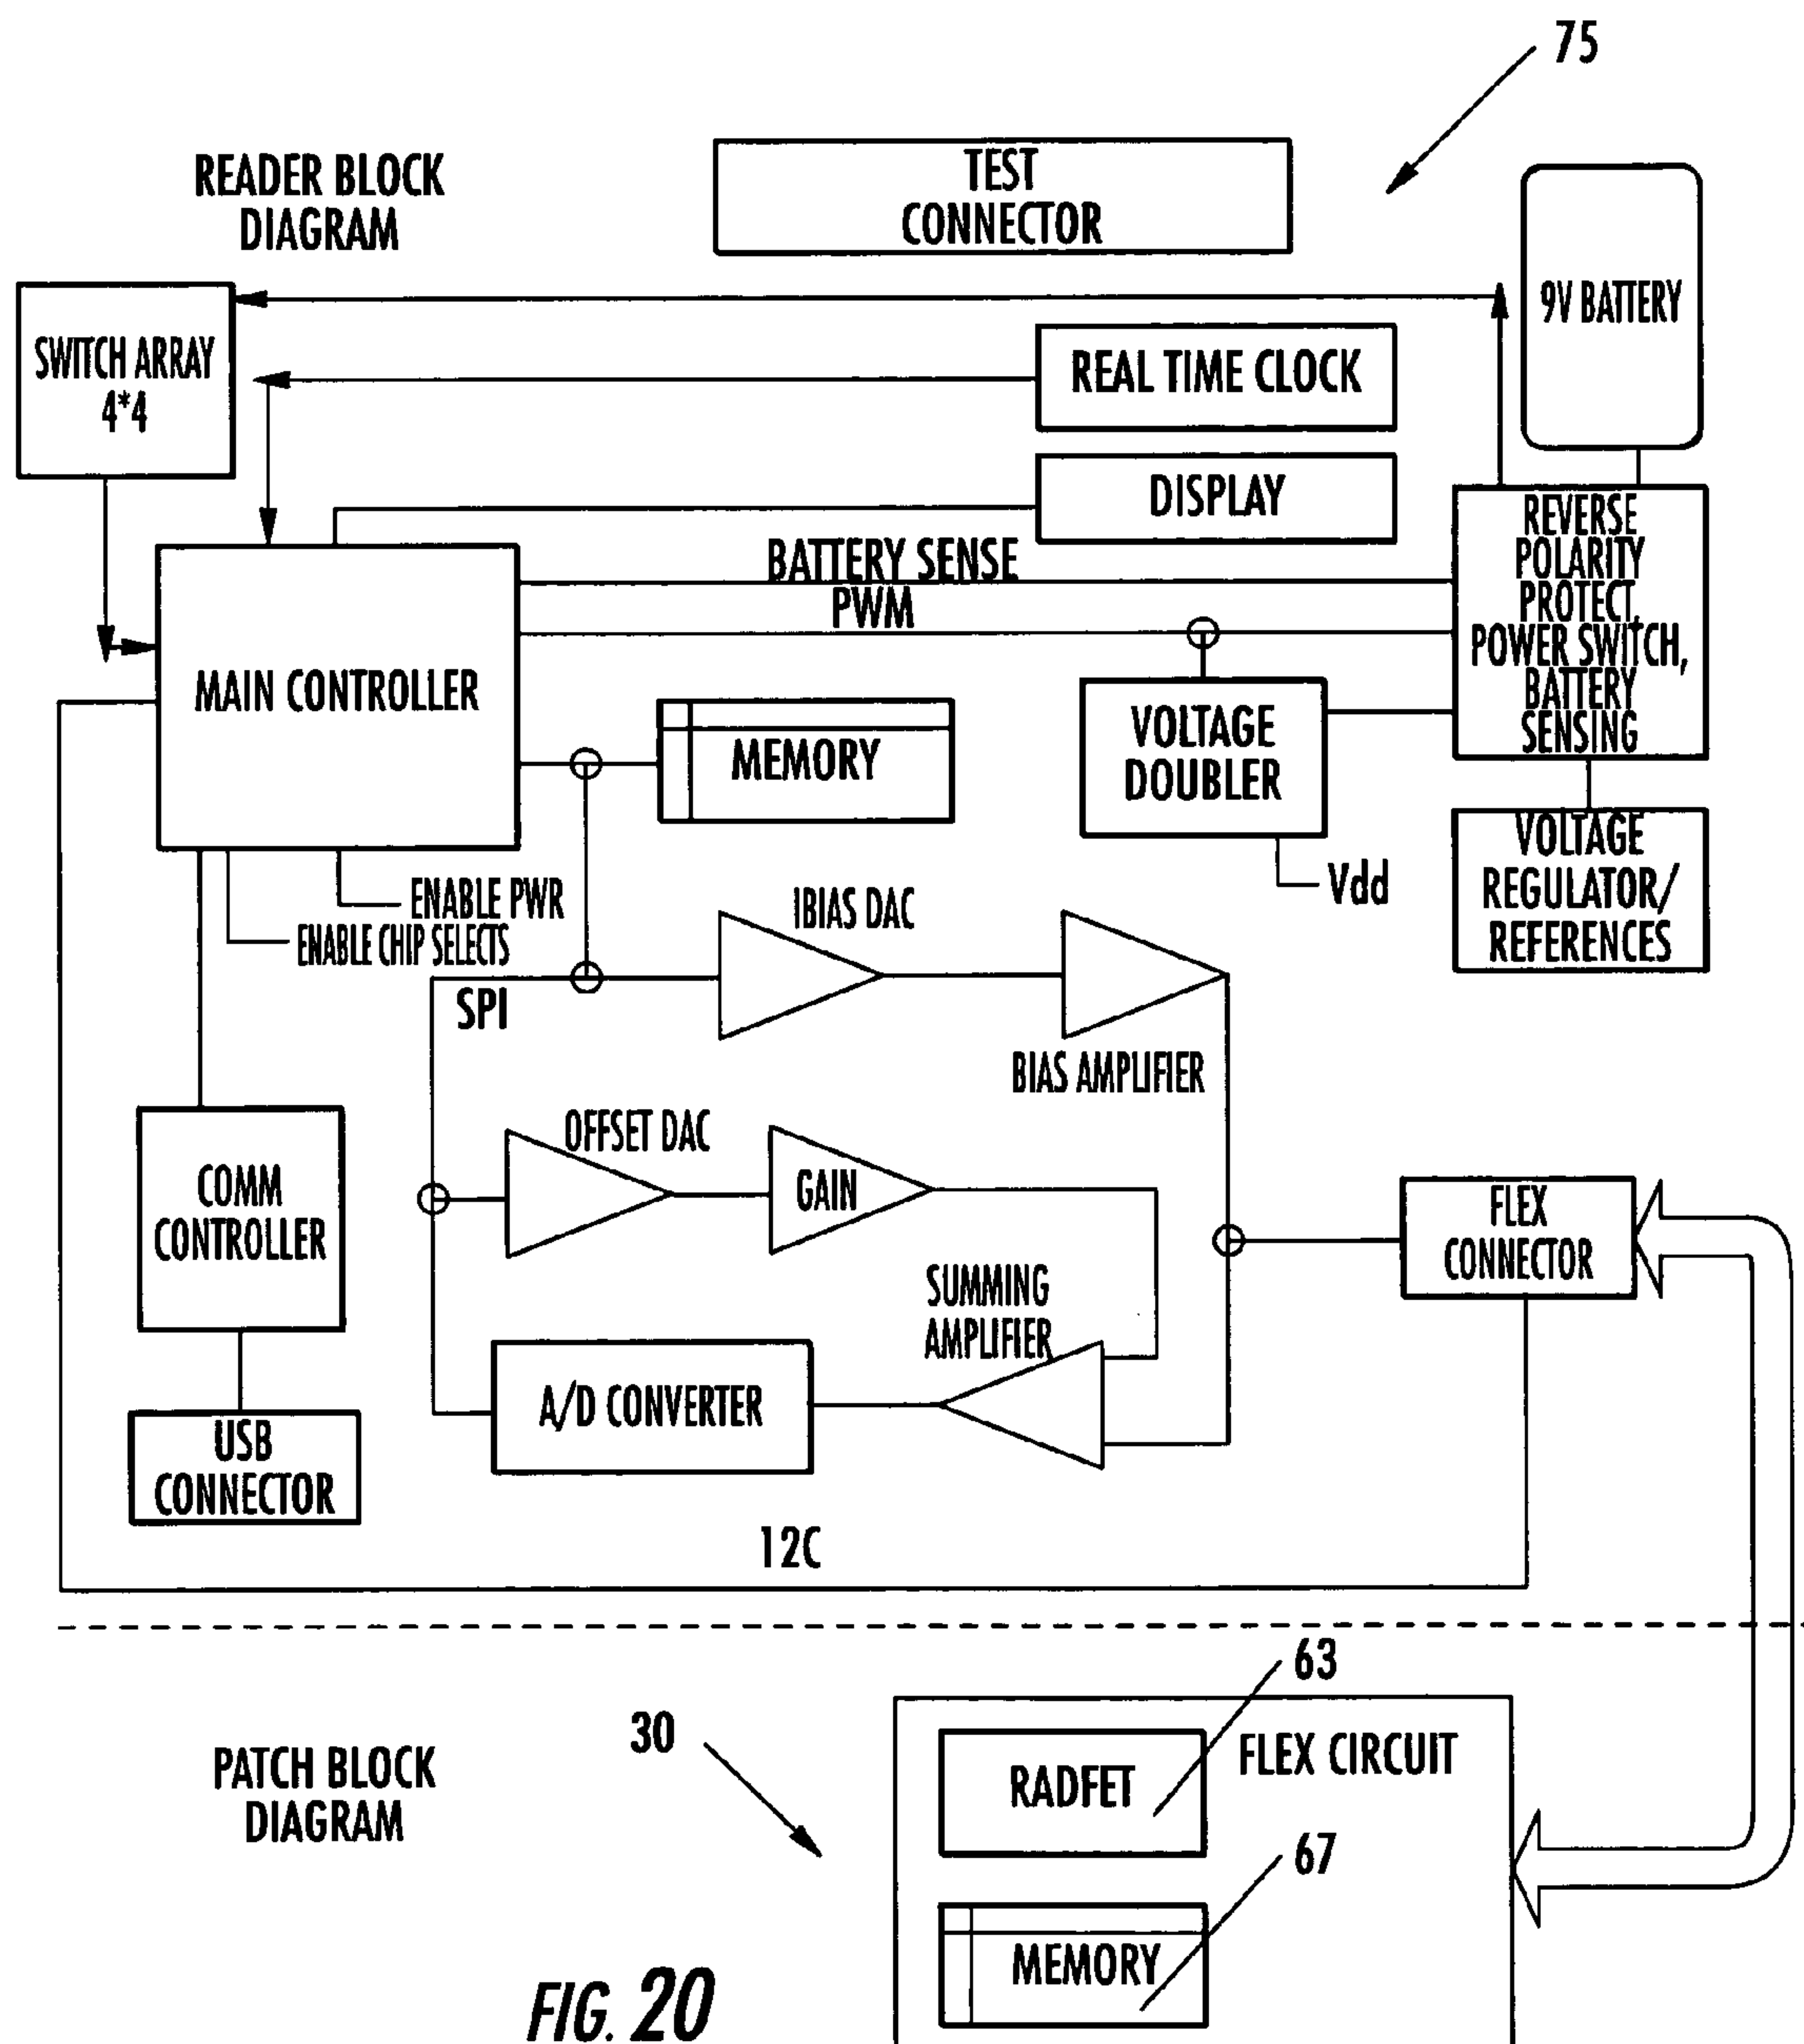 75
READER BLOCK
DIAGRAM
TEST
CONNECTOR
9V BATTERY
SWITCH ARRAY
4*4
REAL TIME CLOCK
DISPLAY
REVERSE
POLARITY
PROTECT,
POWER SWITCH,
BATTERY
SENSING
BATTERY SENSE
PWM
MAIN CONTROLLER
MEMORY
VOLTAGE
DOUBLER
Vdd
VOLTAGE
REGULATOR/
REFERENCES
ENABLE PWR
ENABLE CHIP SELECTS
IBIAS DAC
SPI
BIAS AMPLIFIER
OFFSET DAC
GAIN
COMM
CONTROLLER
FLEX
CONNECTOR
SUMMING
AMPLIFIER
A/D CONVERTER
USB
CONNECTOR
12C
63
30
PATCH BLOCK
DIAGRAM
RADFET
FLEX CIRCUIT
67
MEMORY
FIG. 20